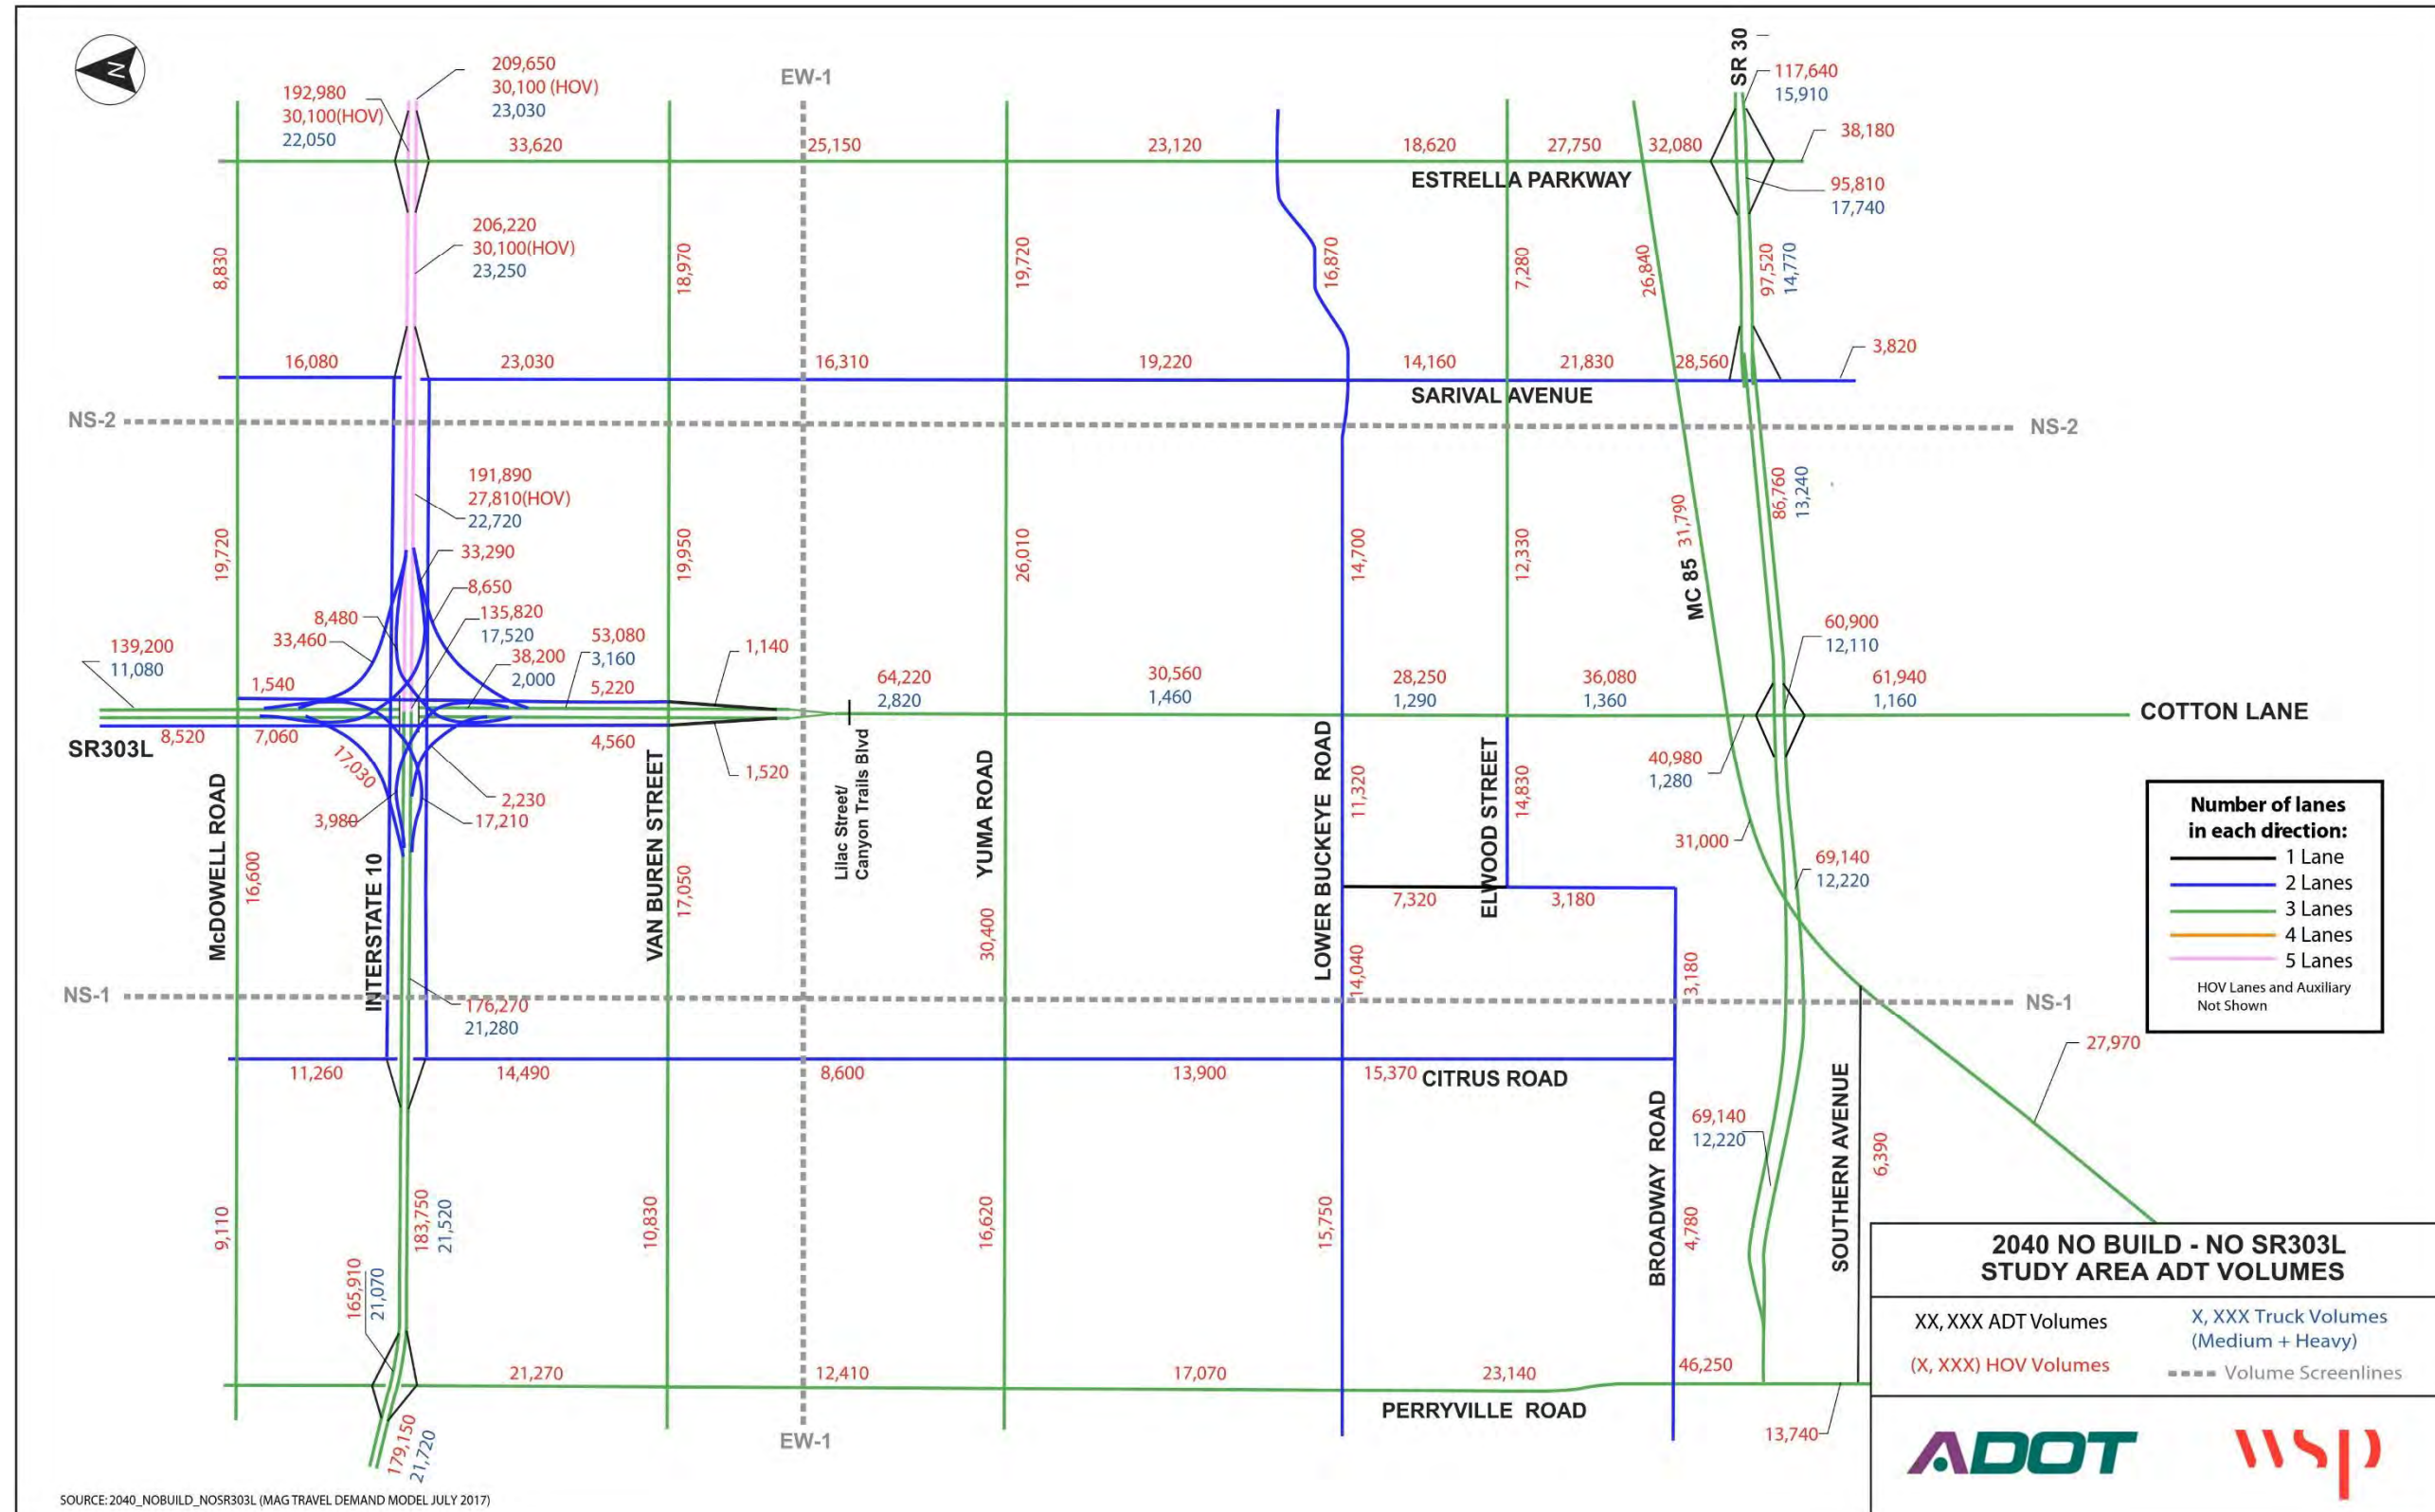 N
209,650
30,100 (HOV)
23,030
192,980
30,100(HOV)
22,050
EW-1
SR 30
117,640
15,910
33,620
25,150
23,120
18,620
27,750
32,080
38,180
ESTRELLA PARKWAY
95,810
17,740
206,220
30,100(HOV)
23,250
8,830
18,970
19,720
16,870
7,280
26,840
97,520
14,770
16,080
23,030
16,310
19,220
14,160
21,830
28,560
3,820
SARIVAL AVENUE
NS-2
NS-2
191,890
27,810(HOV)
22,720
86,760
13,240
19,720
19,950
26,010
14,700
12,330
MC 85
31,790
33,290
8,650
8,480
33,460
135,820
17,520
53,080
3,160
38,200
2,000
1,140
139,200
11,080
1,540
5,220
64,220
2,820
30,560
1,460
28,250
1,290
36,080
1,360
60,900
12,110
61,940
1,160
COTTON LANE
SR303L
8,520
7,060
4,560
1,520
17,030
3,980
2,230
17,210
40,980
1,280
31,000
69,140
12,220
McDOWELL ROAD
16,600
INTERSTATE 10
VAN BUREN STREET
17,050
Lilac Street/
Canyon Trails Blvd
YUMA ROAD
30,400
LOWER BUCKEYE ROAD
11,320
14,040
ELWOOD STREET
14,830
7,320
3,180
3,180
Number of lanes
in each direction:
1 Lane
2 Lanes
3 Lanes
4 Lanes
5 Lanes
HOV Lanes and Auxiliary
Not Shown
NS-1
NS-1
176,270
21,280
27,970
11,260
14,490
8,600
13,900
15,370
CITRUS ROAD
BROADWAY ROAD
69,140
12,220
SOUTHERN AVENUE
6,390
9,110
183,750
21,520
10,830
16,620
15,750
4,780
165,910
21,070
21,270
12,410
17,070
23,140
46,250
PERRYVILLE ROAD
13,740
179,150
21,720
EW-1
2040 NO BUILD - NO SR303L
STUDY AREA ADT VOLUMES
XX, XXX ADT Volumes
X, XXX Truck Volumes
(Medium + Heavy)
(X, XXX) HOV Volumes
Volume Screenlines
ADOT
wsp
SOURCE: 2040_NOBUILD_NOSR303L (MAG TRAVEL DEMAND MODEL JULY 2017)